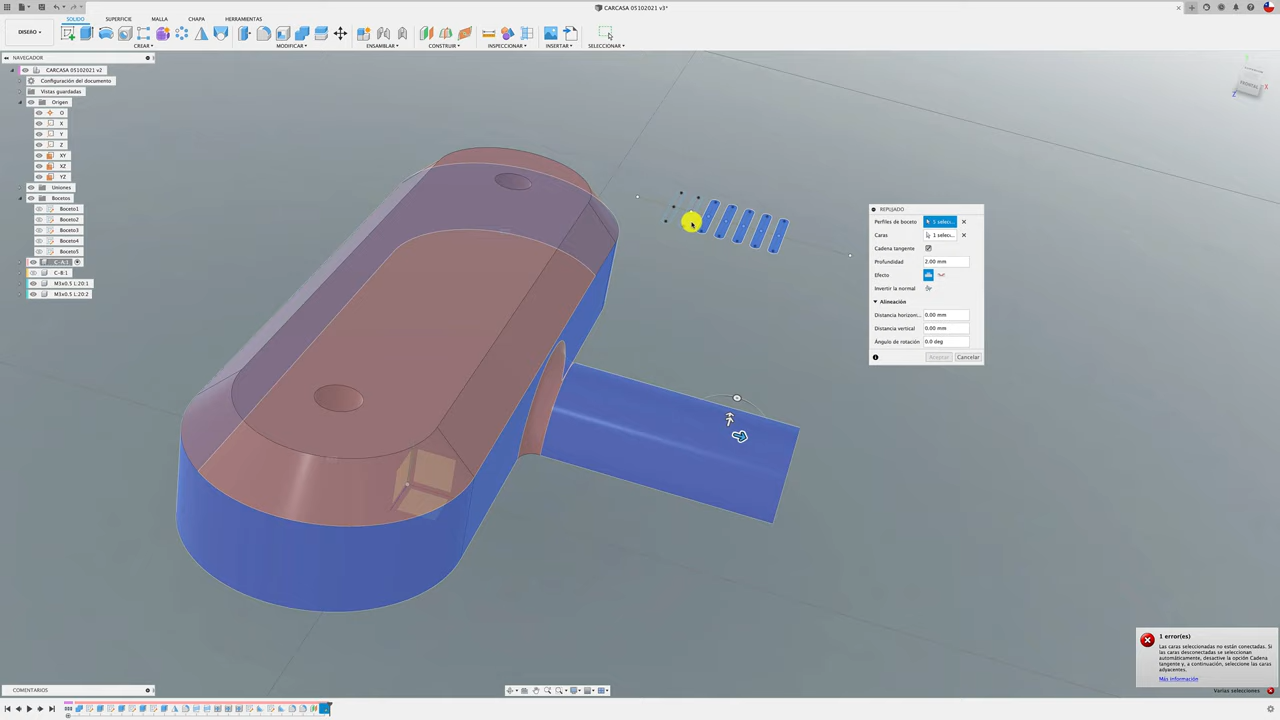 CARCASA 05102021 v3*
SÓLIDO
SUPERFICIE
MALLA
CHAPA
HERRAMIENTAS
DISEÑO
CREAR
MODIFICAR
ENSAMBLAR
CONSTRUIR
INSPECCIONAR
INSERTAR
SELECCIONAR
NAVEGADOR
CARCASA 05102021 v2
Configuración del documento
Vistas guardadas
Origen
O
X
Y
Z
XY
XZ
YZ
Uniones
Bocetos
Boceto1
Boceto2
Boceto3
Boceto4
Boceto5
C-A:1
C-B:1
M3x0.5 L:20:1
M3x0.5 L:20:2
FRONTAL
X
Z
REPUJADO
Perfiles de boceto
5 selecc...
Caras
1 selecc...
Cadena tangente
Profundidad
2.00 mm
Efecto
Invertir la normal
Alineación
Distancia horizon...
0.00 mm
Distancia vertical
0.00 mm
Ángulo de rotación
0.0 deg
Aceptar
Cancelar
1 error(es)
Las caras seleccionadas no están conectadas. Si
las caras desconectadas se seleccionan
automáticamente, desactive la opción Cadena
tangente y, a continuación, seleccione las caras
adyacentes.
Más información
Varias selecciones
COMENTARIOS